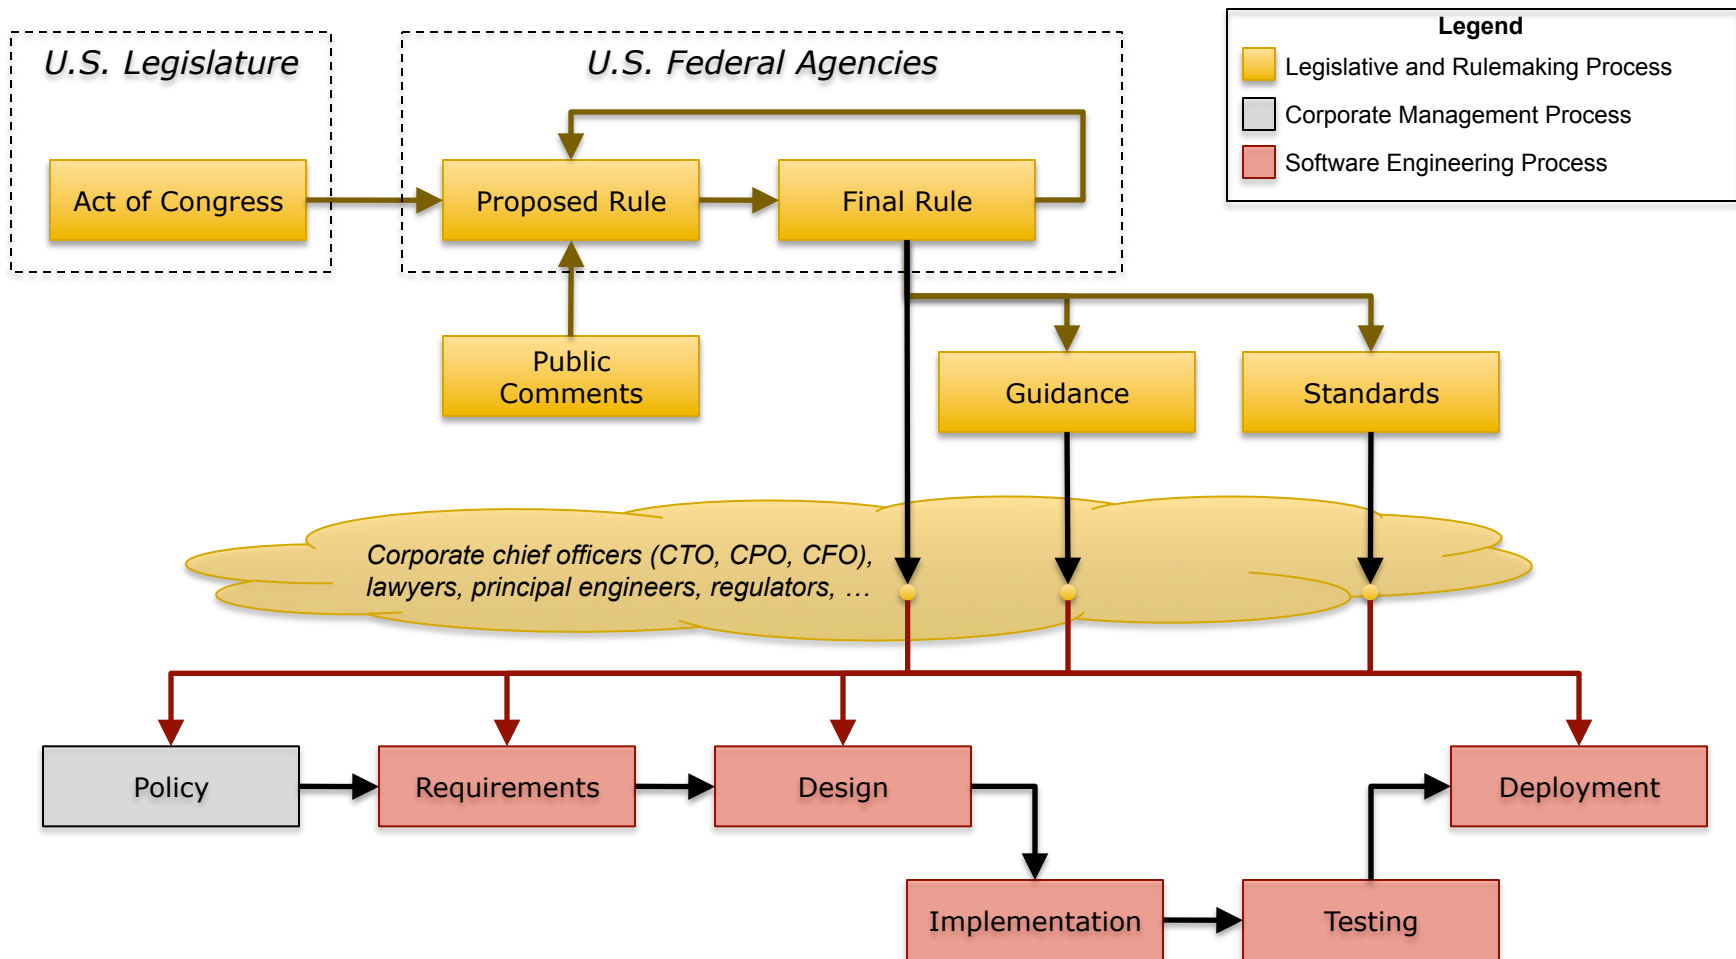 U.S. Legislature
U.S. Federal Agencies
Legend
Legislative and Rulemaking Process
Corporate Management Process
Software Engineering Process
Act of Congress
Proposed Rule
Final Rule
Public
Comments
Guidance
Standards
Corporate chief officers (CTO, CPO, CFO),
lawyers, principal engineers, regulators, …
Policy
Requirements
Design
Deployment
Implementation
Testing